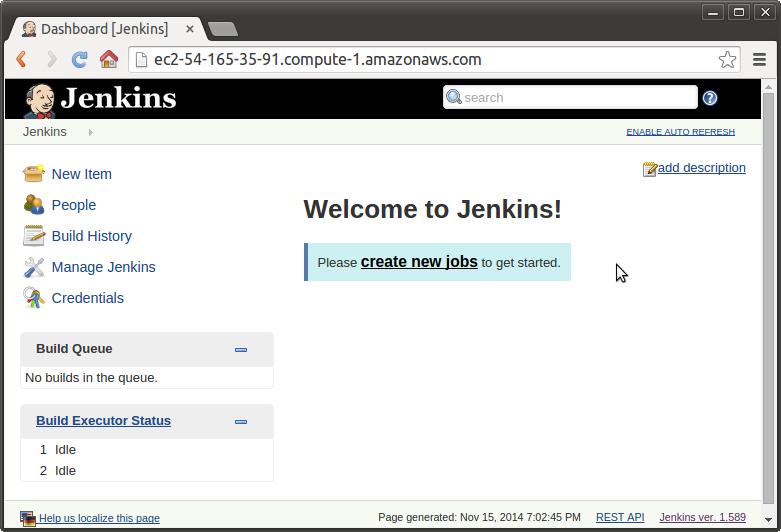 Dashboard [Jenkins]
ec2-54-165-35-91.compute-1.amazonaws.com
Jenkins
search
Jenkins
ENABLE AUTO REFRESH
New Item
People
Build History
Manage Jenkins
Credentials
add description
Welcome to Jenkins!
Please create new jobs to get started.
Build Queue
No builds in the queue.
Build Executor Status
1 Idle
2 Idle
Help us localize this page
Page generated: Nov 15, 2014 7:02:45 PM
REST API
Jenkins ver. 1.589